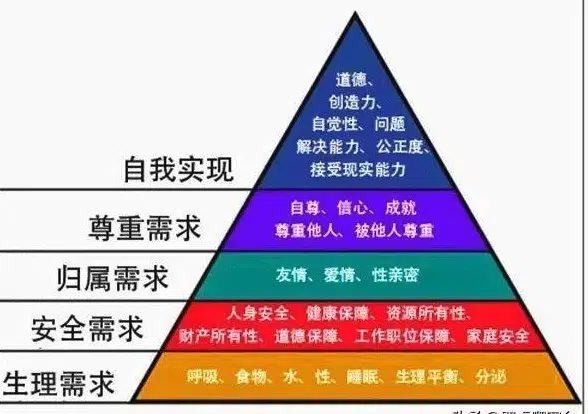 道德、
创造力、
自觉性、问题
解决能力、公正度、
接受现实能力
自我实现
自尊、信心、成就
尊重他人、被他人尊重
尊重需求
友情、爱情、性亲密
归属需求
人身安全、健康保障、资源所有性、
财产所有性、道德保障、工作职位保障、家庭安全
安全需求
呼吸、食物、水、性、睡眠、生理平衡、分泌
生理需求